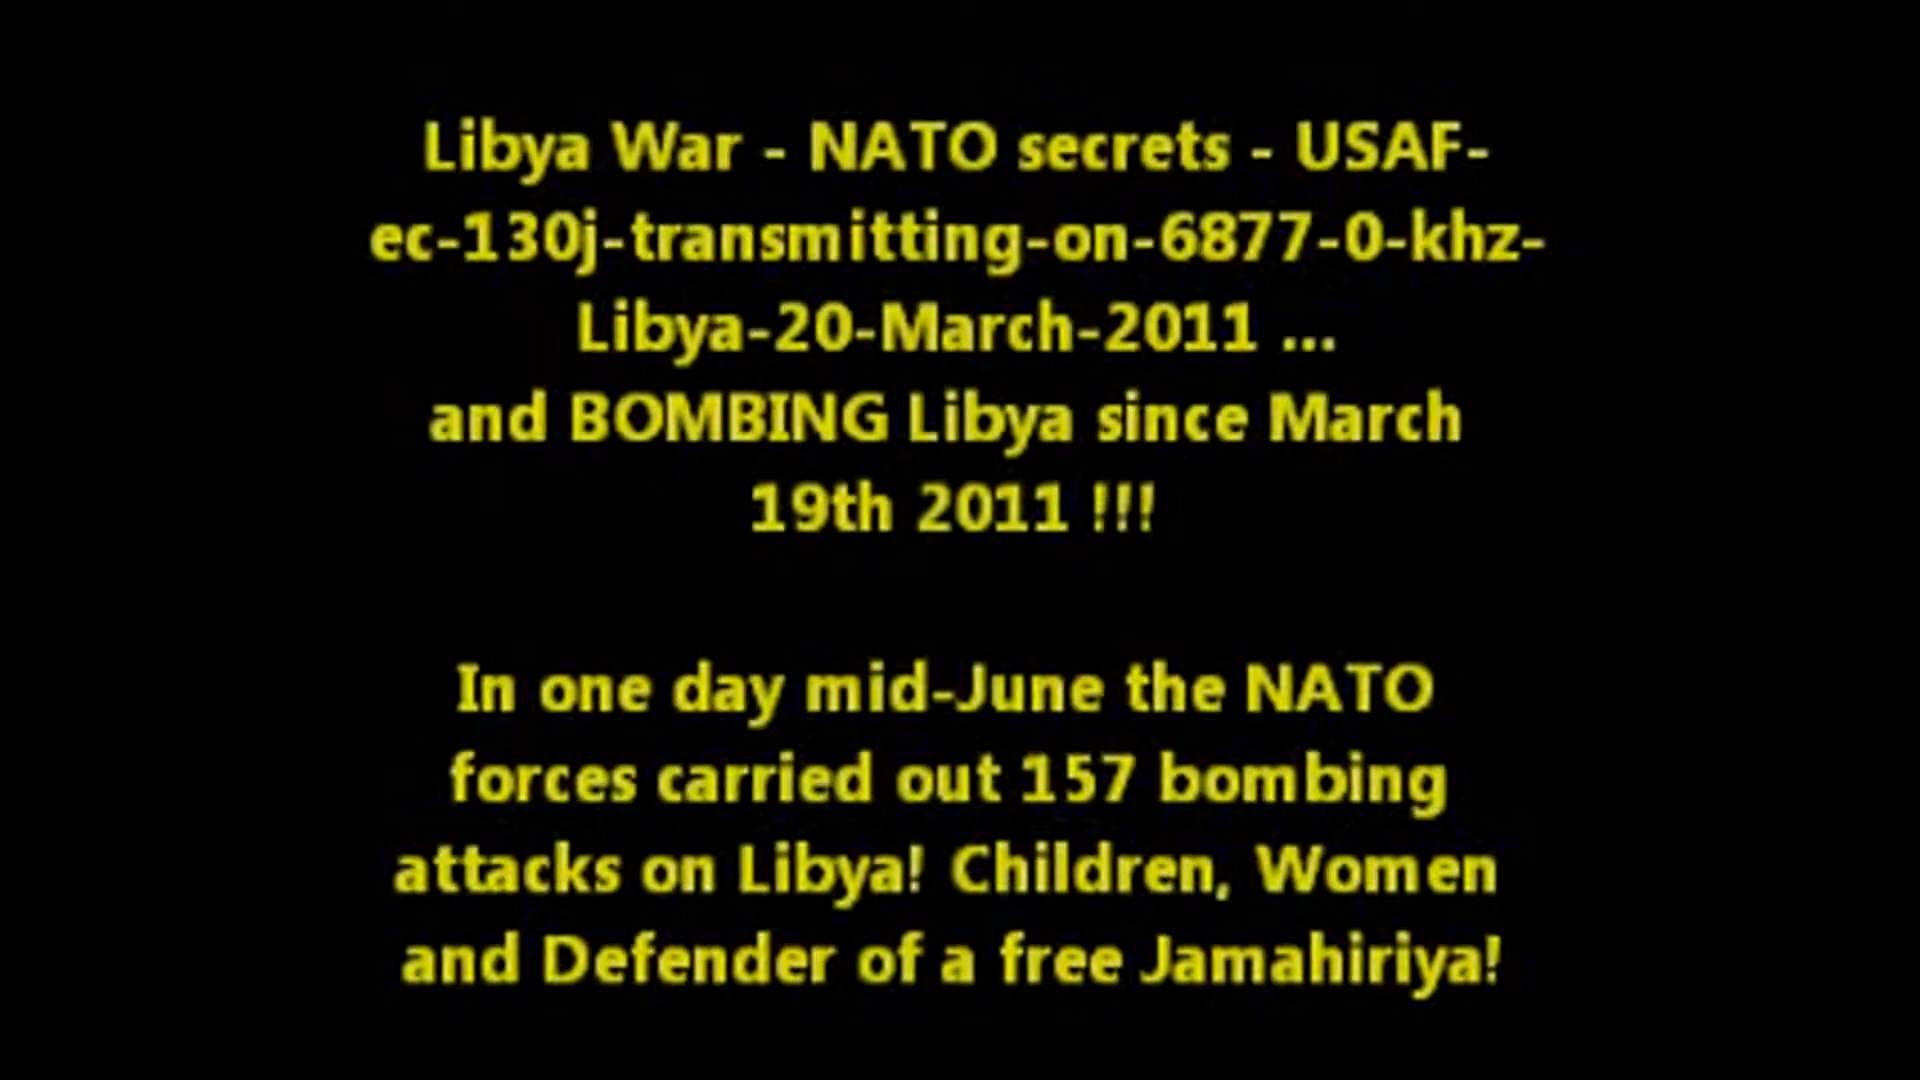 Libya War - NATO secrets - USAF-
ec-130j-transmitting-on-6877-0-khz-
Libya-20-March-2011 ...
and BOMBING Libya since March
19th 2011 !!!
In one day mid-June the NATO
forces carried out 157 bombing
attacks on Libya! Children, Women
and Defender of a free Jamahiriya!